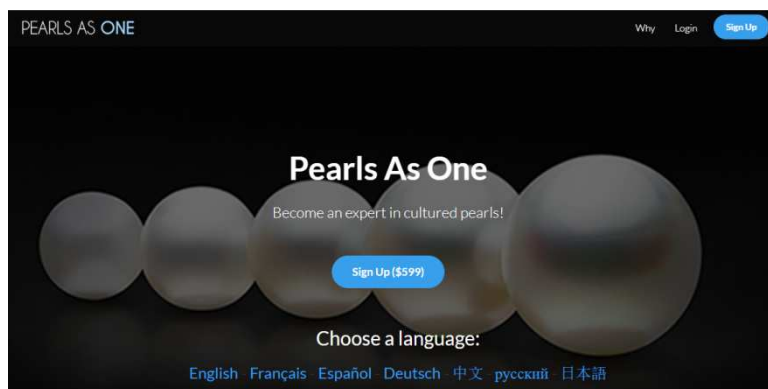 PEARLS AS ONE
Why Login Sign Up
Pearls As One
Become an expert in cultured pearls!
Sign Up ($599)
Choose a language:
English - Français - Español - Deutsch - 中文 - русский - 日本語